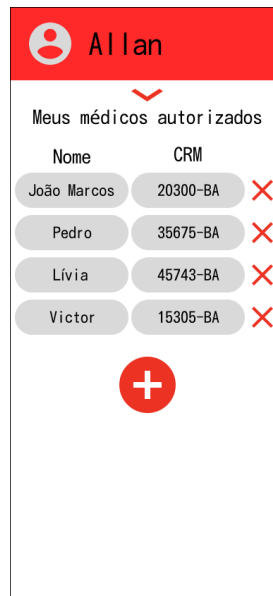 Allan
Meus médicos autorizados
Nome CRM
João Marcos 20300-BA
Pedro 35675-BA
Lívia 45743-BA
Victor 15305-BA